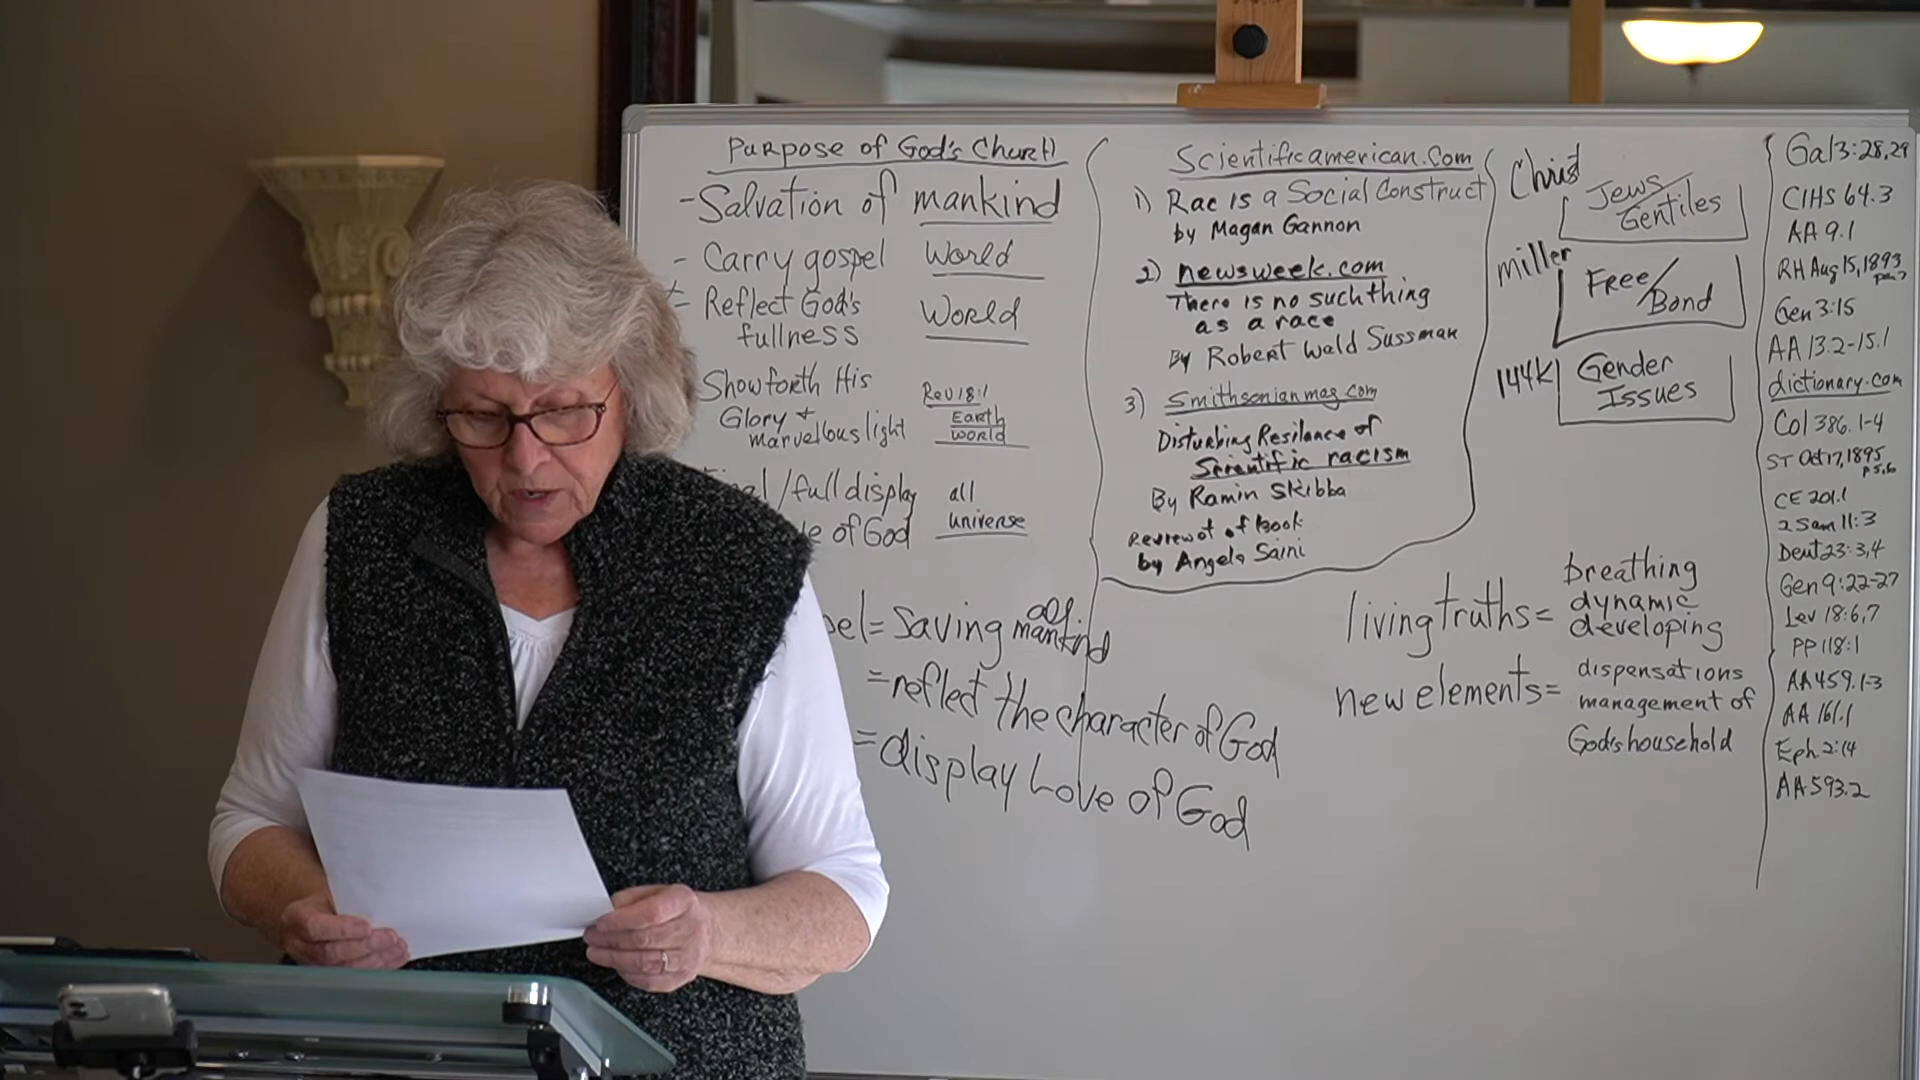 Purpose of God's Church
- Salvation of mankind
- Carry gospel World
Reflect God's
fullness World
Show forth His
Glory +
marvellous light
Rev 18:1
Earth
World
/full display
of God
all
universe
= Saving all mankind
= reflect the character of God
= display Love of God
Scientificamerican.com
1) Rac is a Social Construct
by Magan Gannon
2) newsweek.com
There is no such thing
as a race
By Robert Wald Sussman
3) Smithsonianmag.com
Disturbing Resilance of
Scientific racism
By Ramin Skibba
of book
by Angela Saini
Christ
Jews/
Gentiles
miller
Free/
Bond
144K
Gender
Issues
living truths =
breathing
dynamic
developing
new elements =
dispensations
management of
God's household
Gal 3:28,29
CIHS 64.3
AA 9.1
RH Aug 15, 1893
Gen 3:15
AA 13.2-15.1
dictionary.com
Col 386.1-4
ST Oct 17, 1895
p 5,6
CE 201.1
2 Sam 11:3
Deut 23:3,4
Gen 9:22-27
Lev 18:6,7
PP 118:1
AA 459.1-3
AA 161.1
Eph 2:14
AA 593.2